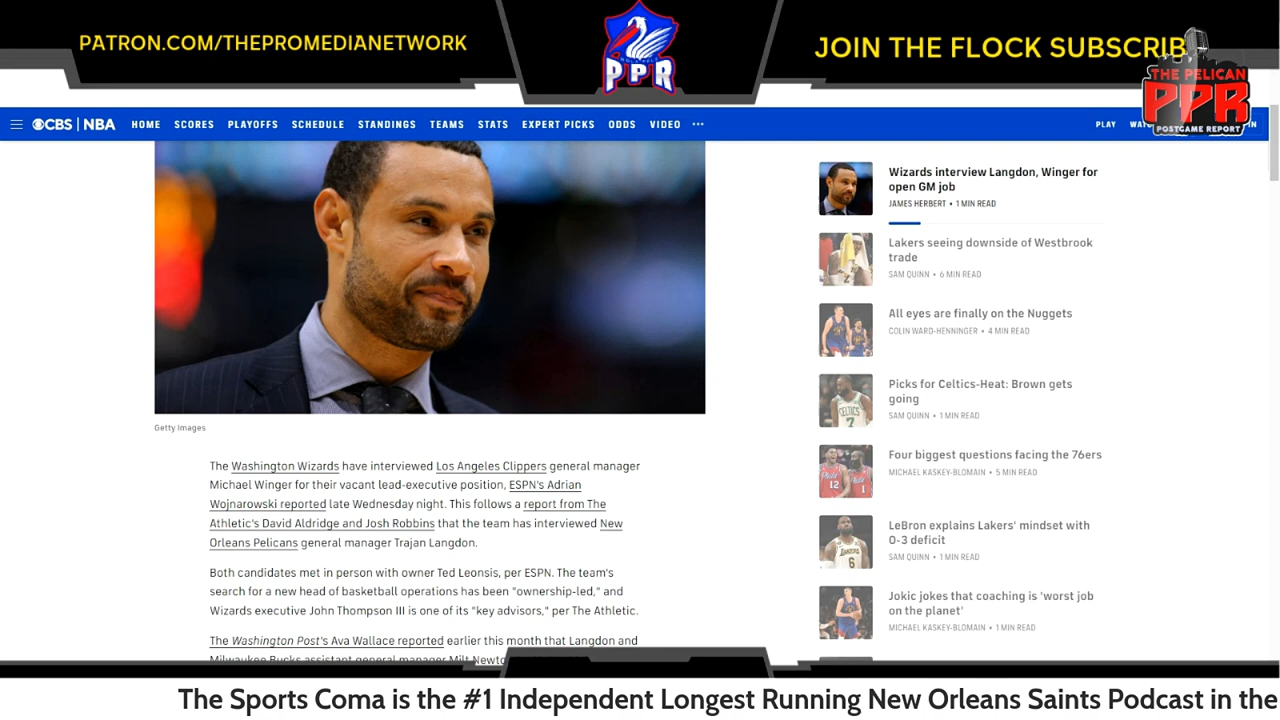 PATRON.COM/THEPROMEDIANETWORK
NOLA PELI
PPR
JOIN THE FLOCK SUBSCRIB
THE PELICAN
PPR
POSTGAME REPORT
CBS | NBA HOME SCORES PLAYOFFS SCHEDULE STANDINGS TEAMS STATS EXPERT PICKS ODDS VIDEO ••• PLAY WAT IN
Getty Images
The Washington Wizards have interviewed Los Angeles Clippers general manager
Michael Winger for their vacant lead-executive position, ESPN's Adrian
Wojnarowski reported late Wednesday night. This follows a report from The
Athletic's David Aldridge and Josh Robbins that the team has interviewed New
Orleans Pelicans general manager Trajan Langdon.
Both candidates met in person with owner Ted Leonsis, per ESPN. The team's
search for a new head of basketball operations has been "ownership-led," and
Wizards executive John Thompson III is one of its "key advisors," per The Athletic.
The Washington Post's Ava Wallace reported earlier this month that Langdon and
Milwaukee Bucks assistant general manager Milt Newto
Wizards interview Langdon, Winger for
open GM job
JAMES HERBERT • 1 MIN READ
Lakers seeing downside of Westbrook
trade
SAM QUINN • 6 MIN READ
All eyes are finally on the Nuggets
COLIN WARD-HENNINGER • 4 MIN READ
Picks for Celtics-Heat: Brown gets
going
SAM QUINN • 1 MIN READ
Four biggest questions facing the 76ers
MICHAEL KASKEY-BLOMAIN • 5 MIN READ
LeBron explains Lakers' mindset with
0-3 deficit
SAM QUINN • 1 MIN READ
Jokic jokes that coaching is 'worst job
on the planet'
MICHAEL KASKEY-BLOMAIN • 1 MIN READ
The Sports Coma is the #1 Independent Longest Running New Orleans Saints Podcast in the